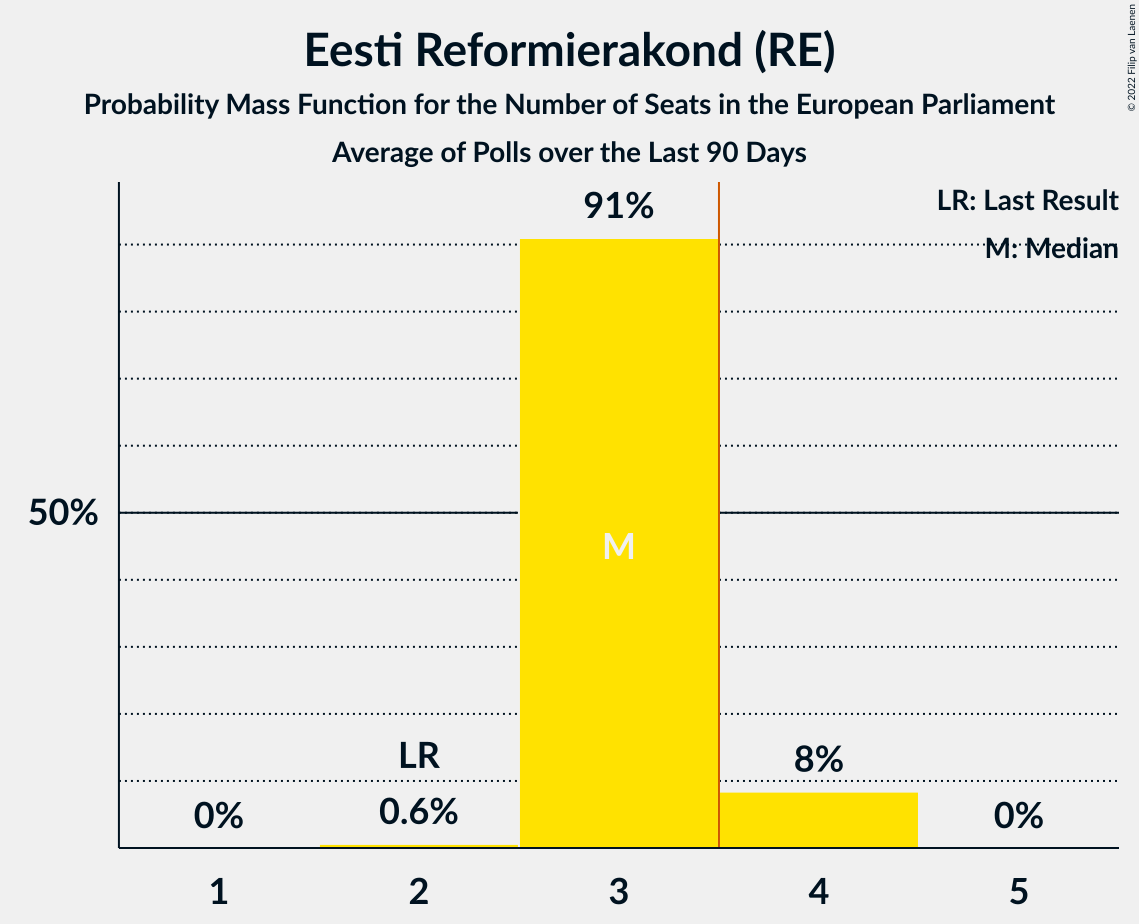 Eesti Reformierakond (RE)
Probability Mass Function for the Number of Seats in the European Parliament
Average of Polls over the Last 90 Days
© 2022 Filip van Laenen
LR: Last Result
M: Median
91%
50%
M
LR
8%
0%
0.6%
0%
1
2
3
4
5